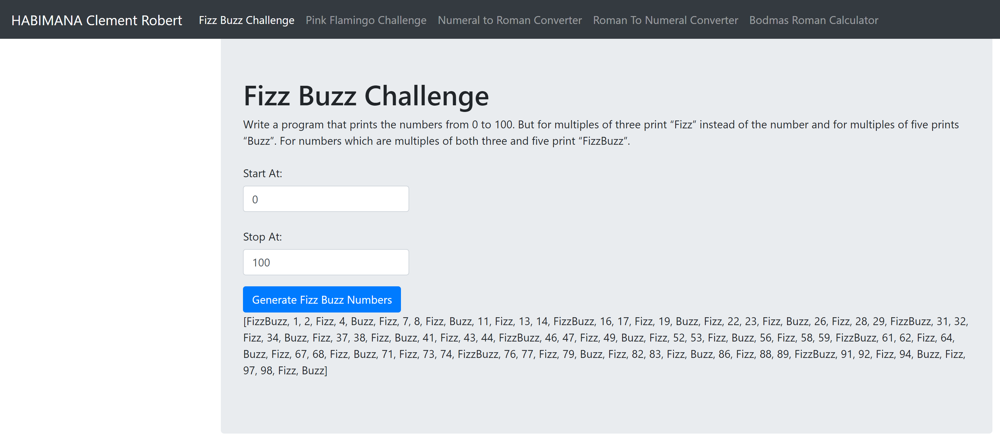 HABIMANA Clement Robert Fizz Buzz Challenge Pink Flamingo Challenge Numeral to Roman Converter Roman To Numeral Converter Bodmas Roman Calculator
Fizz Buzz Challenge
Write a program that prints the numbers from 0 to 100. But for multiples of three print “Fizz” instead of the number and for multiples of five prints
“Buzz”. For numbers which are multiples of both three and five print “FizzBuzz”.
Start At:
0
Stop At:
100
Generate Fizz Buzz Numbers
[FizzBuzz, 1, 2, Fizz, 4, Buzz, Fizz, 7, 8, Fizz, Buzz, 11, Fizz, 13, 14, FizzBuzz, 16, 17, Fizz, 19, Buzz, Fizz, 22, 23, Fizz, Buzz, 26, Fizz, 28, 29, FizzBuzz, 31, 32,
Fizz, 34, Buzz, Fizz, 37, 38, Fizz, Buzz, 41, Fizz, 43, 44, FizzBuzz, 46, 47, Fizz, 49, Buzz, Fizz, 52, 53, Fizz, Buzz, 56, Fizz, 58, 59, FizzBuzz, 61, 62, Fizz, 64,
Buzz, Fizz, 67, 68, Fizz, Buzz, 71, Fizz, 73, 74, FizzBuzz, 76, 77, Fizz, 79, Buzz, Fizz, 82, 83, Fizz, Buzz, 86, Fizz, 88, 89, FizzBuzz, 91, 92, Fizz, 94, Buzz, Fizz,
97, 98, Fizz, Buzz]